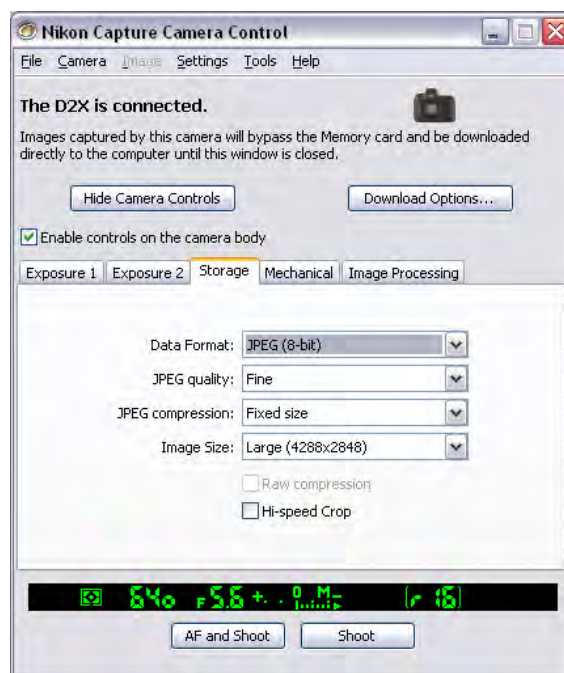 Nikon Capture Camera Control
File Camera Image Settings Tools Help
The D2X is connected.
Images captured by this camera will bypass the Memory card and be downloaded
directly to the computer until this window is closed.
Hide Camera Controls Download Options...
Enable controls on the camera body
Exposure 1 Exposure 2 Storage Mechanical Image Processing
Data Format: JPEG (8-bit)
JPEG quality: Fine
JPEG compression: Fixed size
Image Size: Large (4288x2848)
Raw compression
Hi-speed Crop
640 F5.6 +. . 0 M- (r 16)
AF and Shoot Shoot